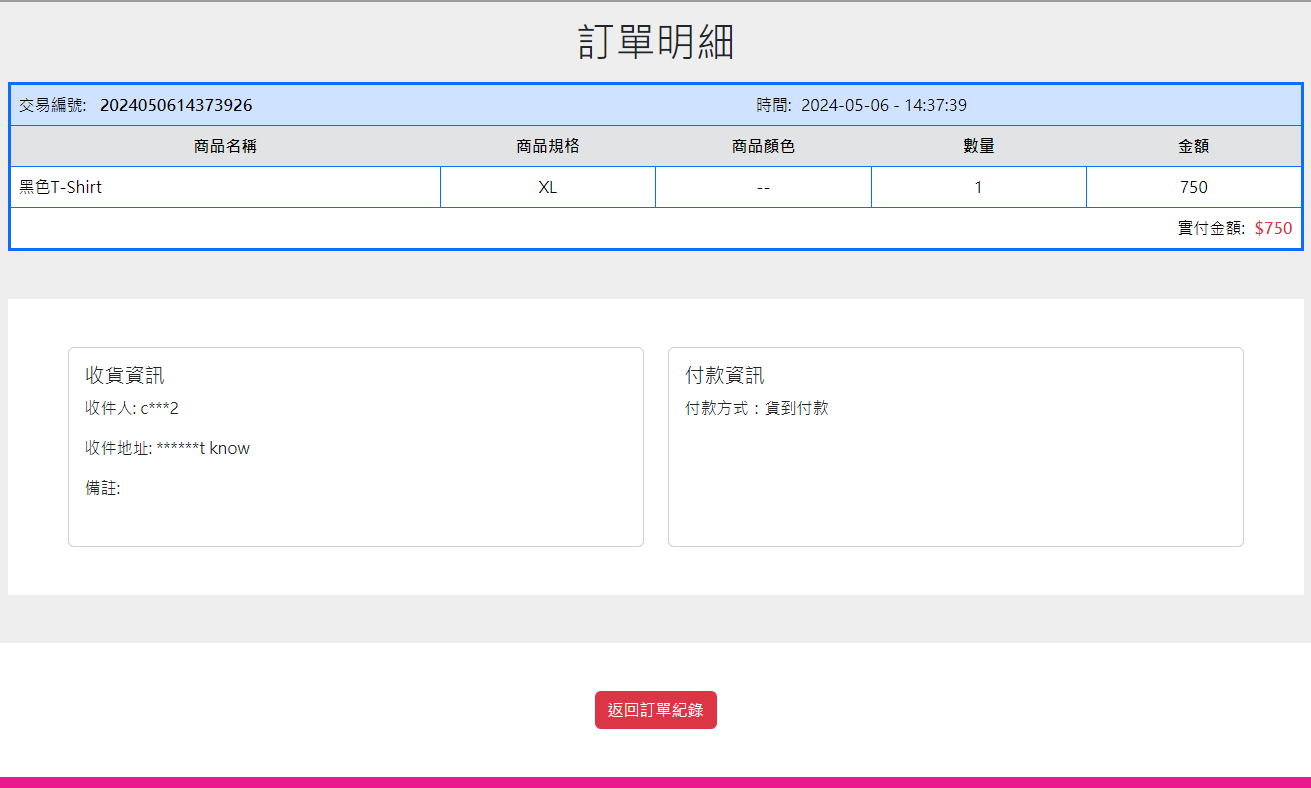 訂單明細
交易編號: 2024050614373926 時間: 2024-05-06 - 14:37:39
商品名稱 商品規格 商品顏色 數量 金額
黑色T-Shirt XL -- 1 750
實付金額: $750
收貨資訊
收件人: c***2
收件地址: ******t know
備註:
付款資訊
付款方式：貨到付款
返回訂單紀錄